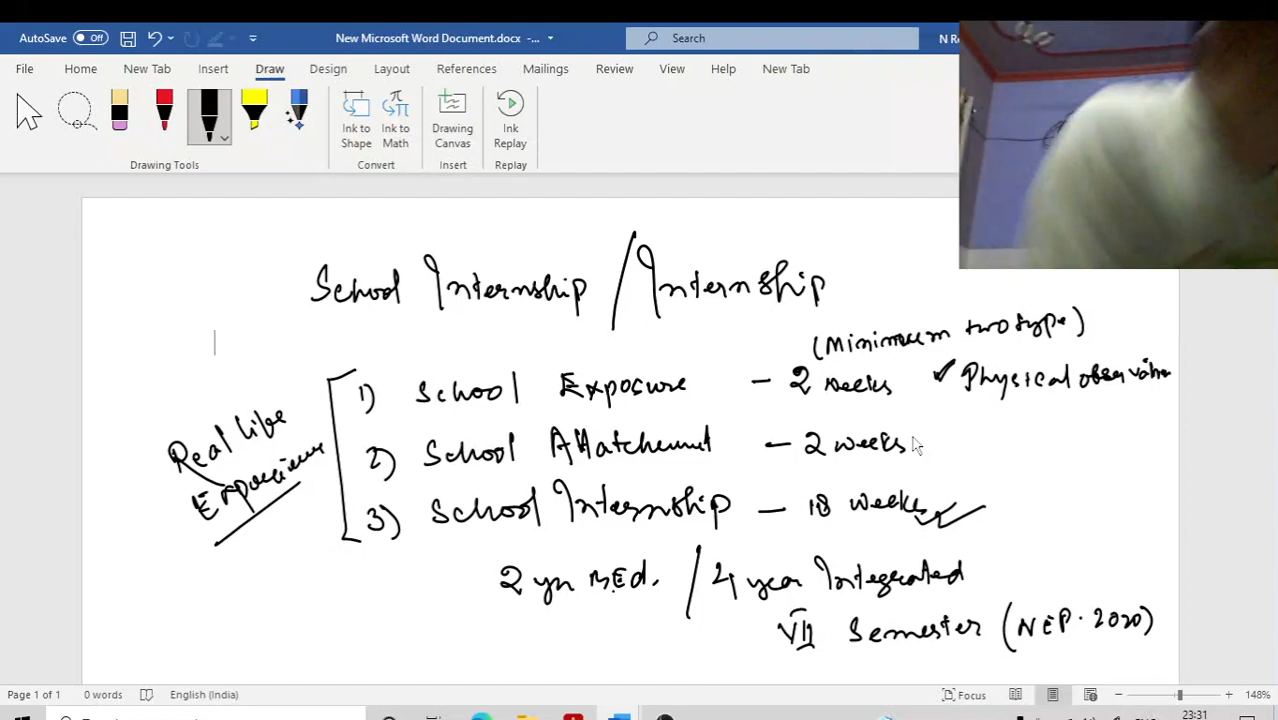 AutoSave Off New Microsoft Word Document.docx -... Search N R
File Home New Tab Insert Draw Design Layout References Mailings Review View Help New Tab
Ink to Shape Ink to Math Drawing Canvas Ink Replay
Drawing Tools Convert Insert Replay
School Internship / Internship
(Minimum two type)
1) School Exposure - 2 weeks ✓ Physical observation
Real life
2) School Attatchemnt - 2 weeks
Experience
3) School Internship - 18 weeks
2 yr B.Ed. / 4 year Integrated
VII Semester (NEP. 2020)
Page 1 of 1 0 words English (India) Focus 148%
23:31